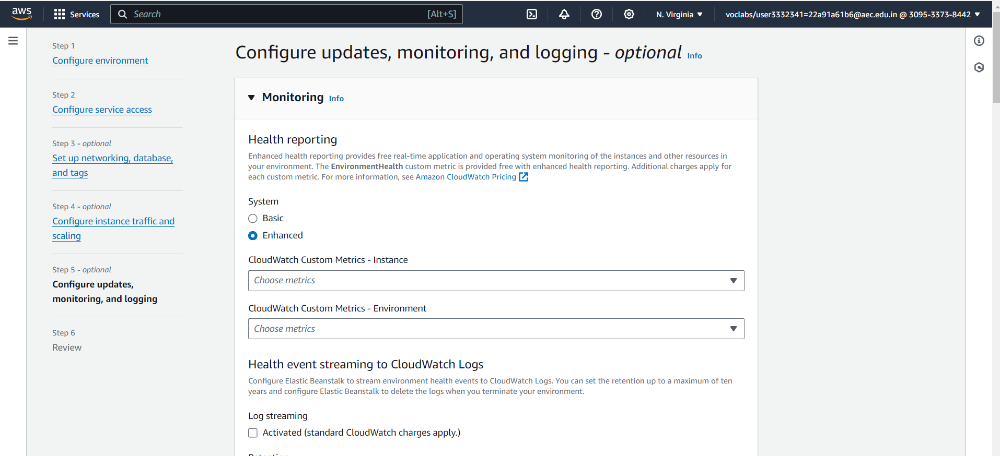 aws
Services
Search
[Alt+S]
N. Virginia
voclabs/user3332341=22a91a61b6@aec.edu.in @ 3095-3373-8442
Step 1
Configure environment
Step 2
Configure service access
Step 3 - optional
Set up networking, database,
and tags
Step 4 - optional
Configure instance traffic and
scaling
Step 5 - optional
Configure updates,
monitoring, and logging
Step 6
Review
Configure updates, monitoring, and logging - optional Info
Monitoring Info
Health reporting
Enhanced health reporting provides free real-time application and operating system monitoring of the instances and other resources in
your environment. The EnvironmentHealth custom metric is provided free with enhanced health reporting. Additional charges apply for
each custom metric. For more information, see Amazon CloudWatch Pricing
System
Basic
Enhanced
CloudWatch Custom Metrics - Instance
Choose metrics
CloudWatch Custom Metrics - Environment
Choose metrics
Health event streaming to CloudWatch Logs
Configure Elastic Beanstalk to stream environment health events to CloudWatch Logs. You can set the retention up to a maximum of ten
years and configure Elastic Beanstalk to delete the logs when you terminate your environment.
Log streaming
Activated (standard CloudWatch charges apply.)